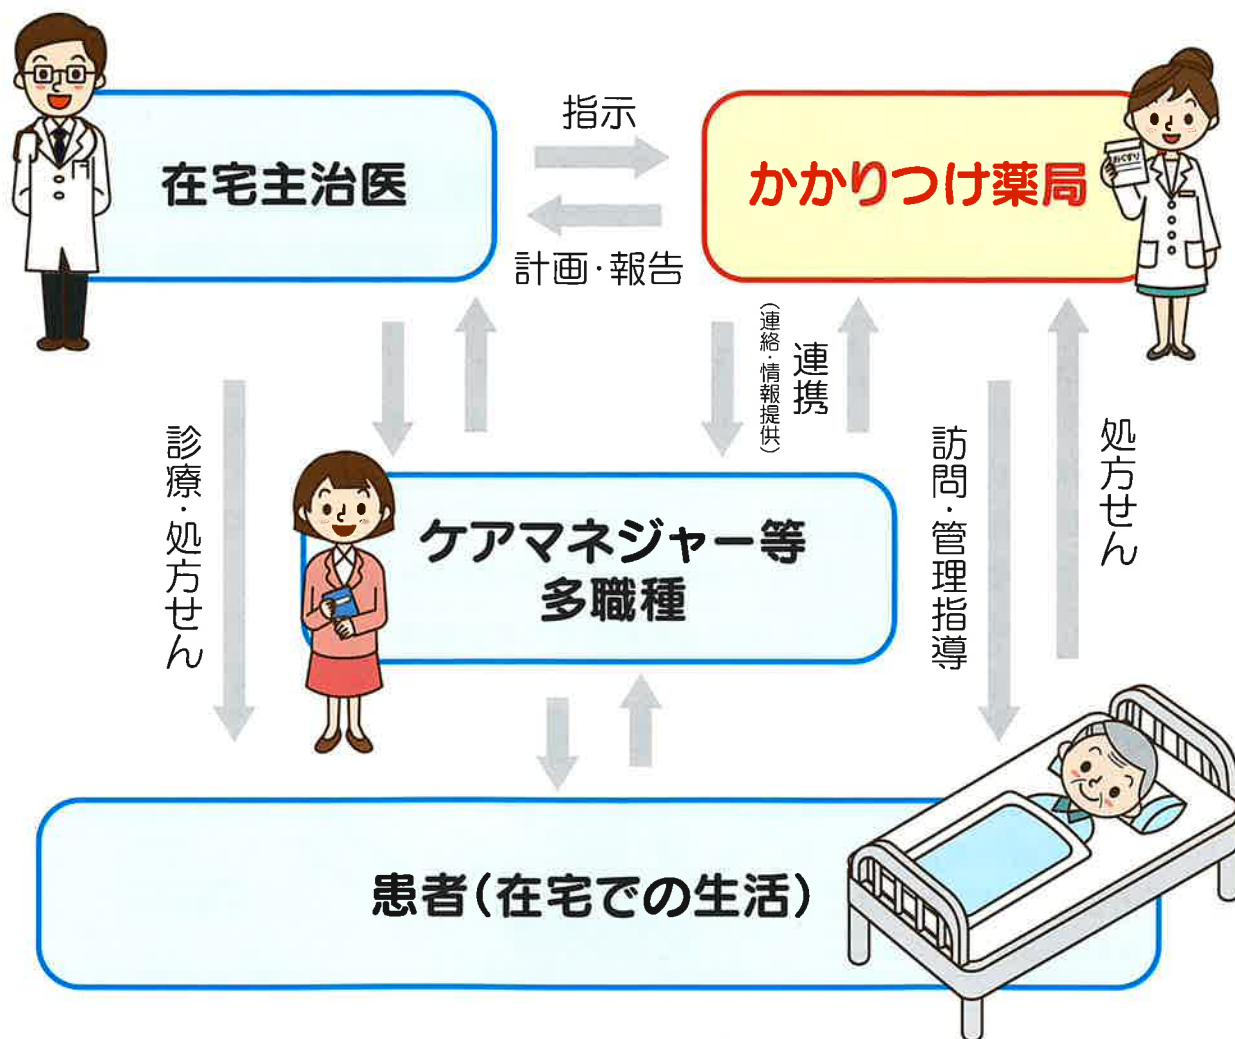 指示
在宅主治医
かかりつけ薬局
おくすり
計画・報告
連携
(連絡・情報提供)
診療・処方せん
訪問・管理指導
処方せん
ケアマネジャー等
多職種
患者(在宅での生活)